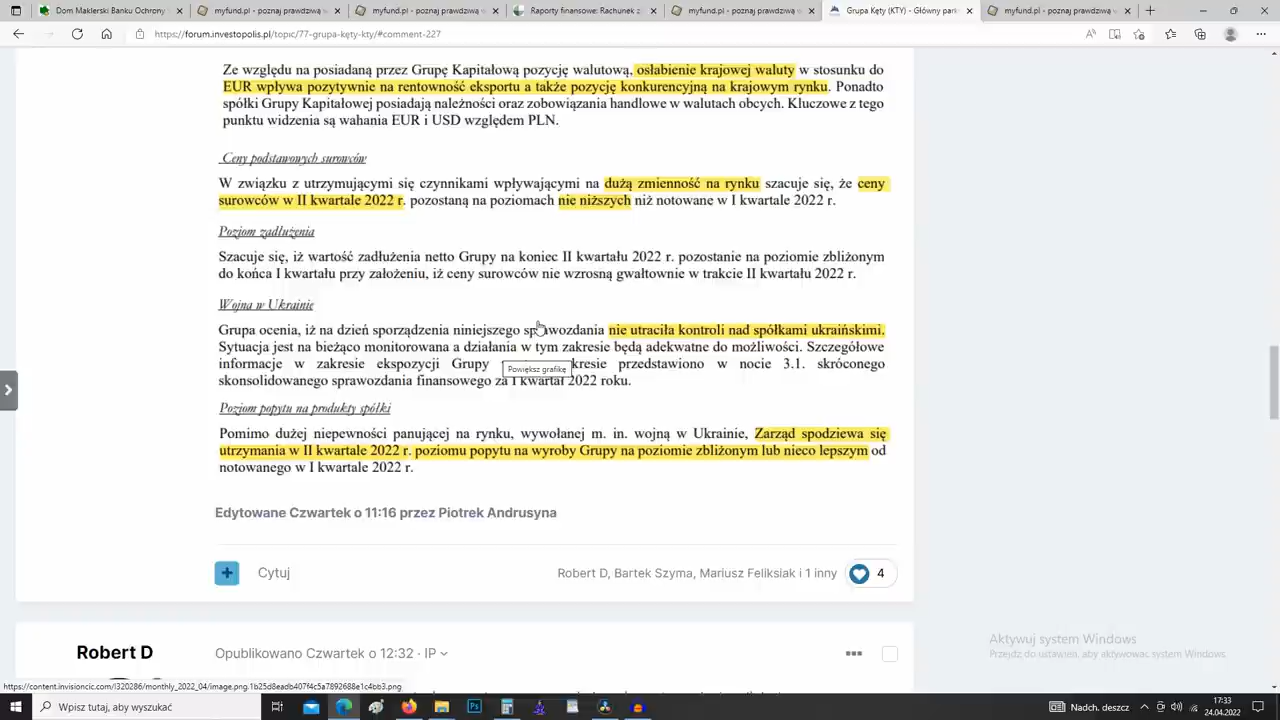 Dom Maklerski Banku Ochrony
myfund.pl - poznaj prawdziwą
myfund.pl - poznaj prawdziwą
Raporty finansowe: Rachunek z
myfund.pl - poznaj prawdziwą
Grupa Kęty (KTY) - Główny park
myfund.pl - poznaj prawdziwą
https://forum.investopolis.pl/topic/77-grupa-kęty-kty/#comment-227
Ze względu na posiadaną przez Grupę Kapitałową pozycję walutową, osłabienie krajowej waluty w stosunku do
EUR wpływa pozytywnie na rentowność eksportu a także pozycję konkurencyjną na krajowym rynku. Ponadto
spółki Grupy Kapitałowej posiadają należności oraz zobowiązania handlowe w walutach obcych. Kluczowe z tego
punktu widzenia są wahania EUR i USD względem PLN.
Ceny podstawowych surowców
W związku z utrzymującymi się czynnikami wpływającymi na dużą zmienność na rynku szacuje się, że ceny
surowców w II kwartale 2022 r. pozostaną na poziomach nie niższych niż notowane w I kwartale 2022 r.
Poziom zadłużenia
Szacuje się, iż wartość zadłużenia netto Grupy na koniec II kwartału 2022 r. pozostanie na poziomie zbliżonym
do końca I kwartału przy założeniu, iż ceny surowców nie wzrosną gwałtownie w trakcie II kwartału 2022 r.
Wojna w Ukrainie
Grupa ocenia, iż na dzień sporządzenia niniejszego sprawozdania nie utraciła kontroli nad spółkami ukraińskimi.
Sytuacja jest na bieżąco monitorowana a działania w tym zakresie będą adekwatne do możliwości. Szczegółowe
informacje w zakresie ekspozycji Grupy kresie przedstawiono w nocie 3.1. skróconego
Powiększ grafikę
skonsolidowanego sprawozdania finansowego za I kwartał 2022 roku.
Poziom popytu na produkty spółki
Pomimo dużej niepewności panującej na rynku, wywołanej m. in. wojną w Ukrainie, Zarząd spodziewa się
utrzymania w II kwartale 2022 r. poziomu popytu na wyroby Grupy na poziomie zbliżonym lub nieco lepszym od
notowanego w I kwartale 2022 r.
Edytowane Czwartek o 11:16 przez Piotrek Andrusyna
+ Cytuj
Robert D, Bartek Szyma, Mariusz Feliksiak i 1 inny 4
Robert D
Opublikowano Czwartek o 12:32 · IP
Aktywuj system Windows
Przejdź do ustawień, aby aktywować system Windows.
https://content.invisioncic.com/l320286/monthly_2022_04/image.png.1b25d8eadb407f4c5a7892688e1c4bb3.png
Wpisz tutaj, aby wyszukać
Nadch. deszcz
17:33
24.04.2022